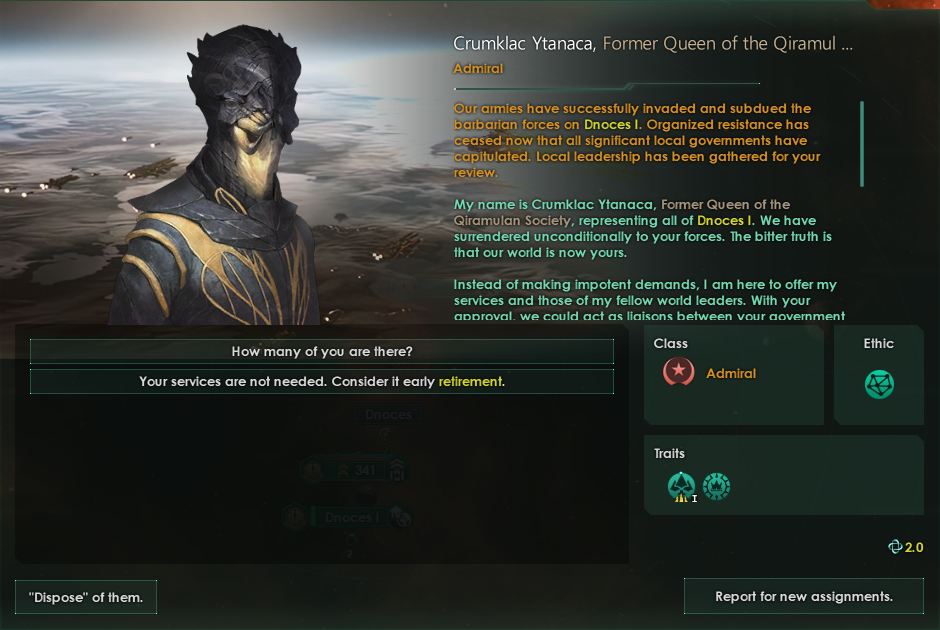 Crumklac Ytanaca, Former Queen of the Qiramul ...
Admiral
Our armies have successfully invaded and subdued the
barbarian forces on Dnoces I. Organized resistance has
ceased now that all significant local governments have
capitulated. Local leadership has been gathered for your
review.
My name is Crumklac Ytanaca, Former Queen of the
Qiramulan Society, representing all of Dnoces I. We have
surrendered unconditionally to your forces. The bitter truth is
that our world is now yours.
Instead of making impotent demands, I am here to offer my
services and those of my fellow world leaders. With your
approval, we could act as liaisons between your government
How many of you are there?
Your services are not needed. Consider it early retirement.
Class
Admiral
Ethic
Traits
I
2.0
Dnoces
341
Dnoces I
2
"Dispose" of them.
Report for new assignments.